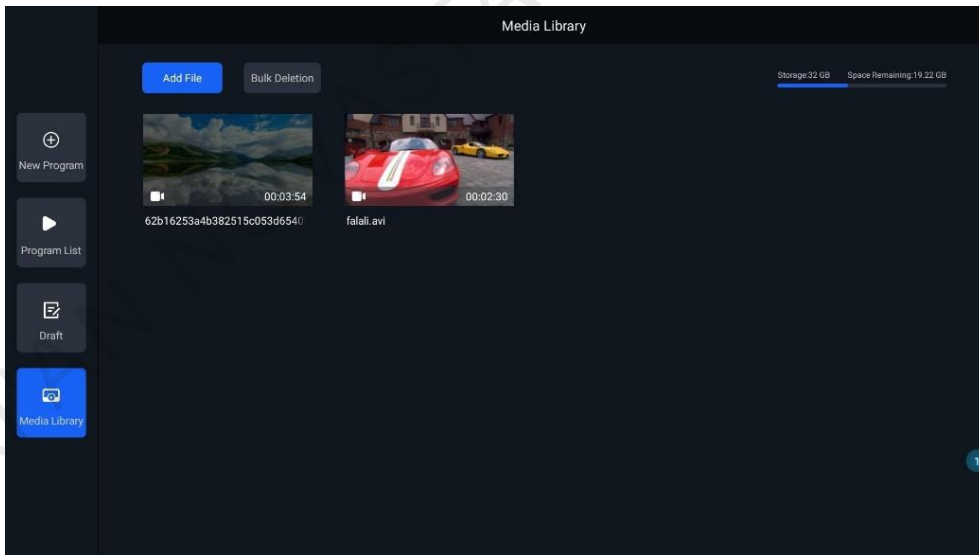 Media Library
Add File
Bulk Deletion
Storage:32 GB Space Remaining:19.22 GB
New Program
00:03:54
00:02:30
62b16253a4b382515c053d6540
falali.avi
Program List
Draft
Media Library